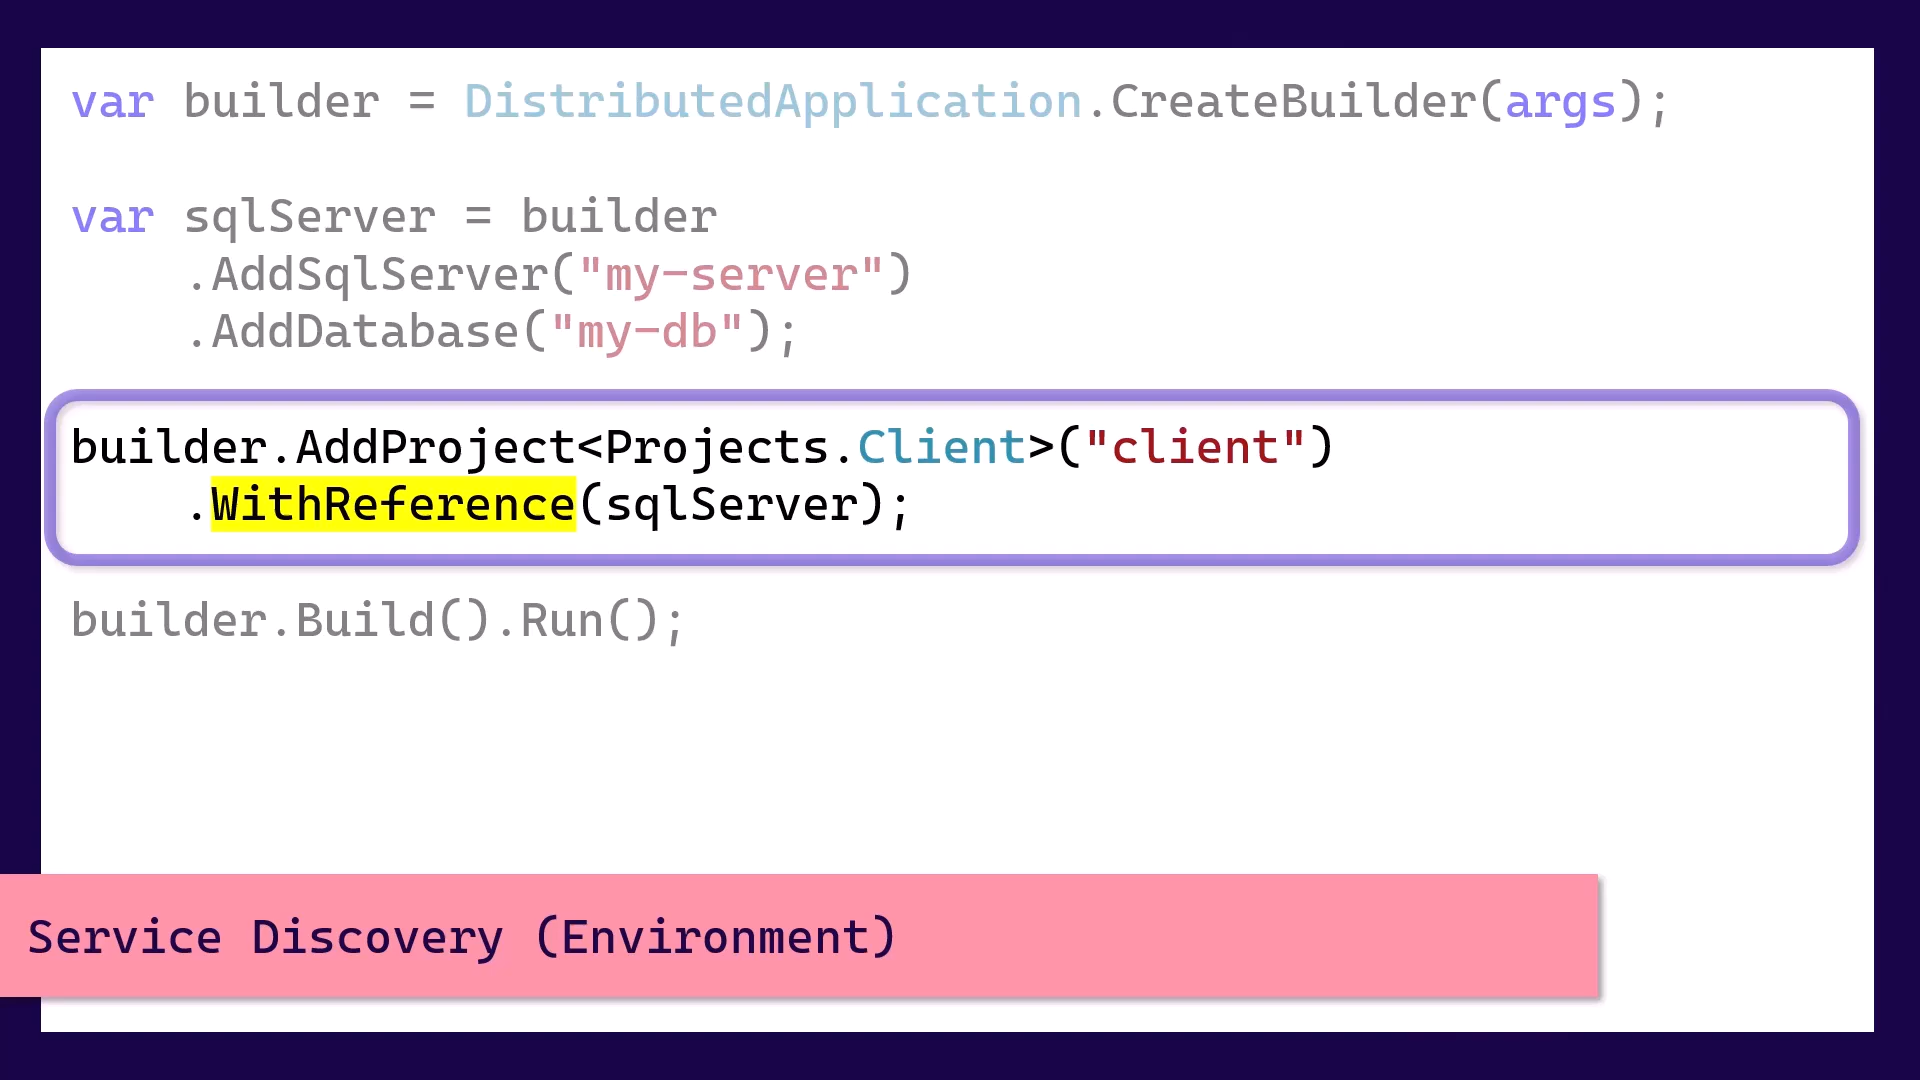 var builder = DistributedApplication.CreateBuilder(args);
var sqlServer = builder
.AddSqlServer("my-server")
.AddDatabase("my-db");
builder.AddProject<Projects.Client>("client")
.WithReference(sqlServer);
builder.Build().Run();
Service Discovery (Environment)